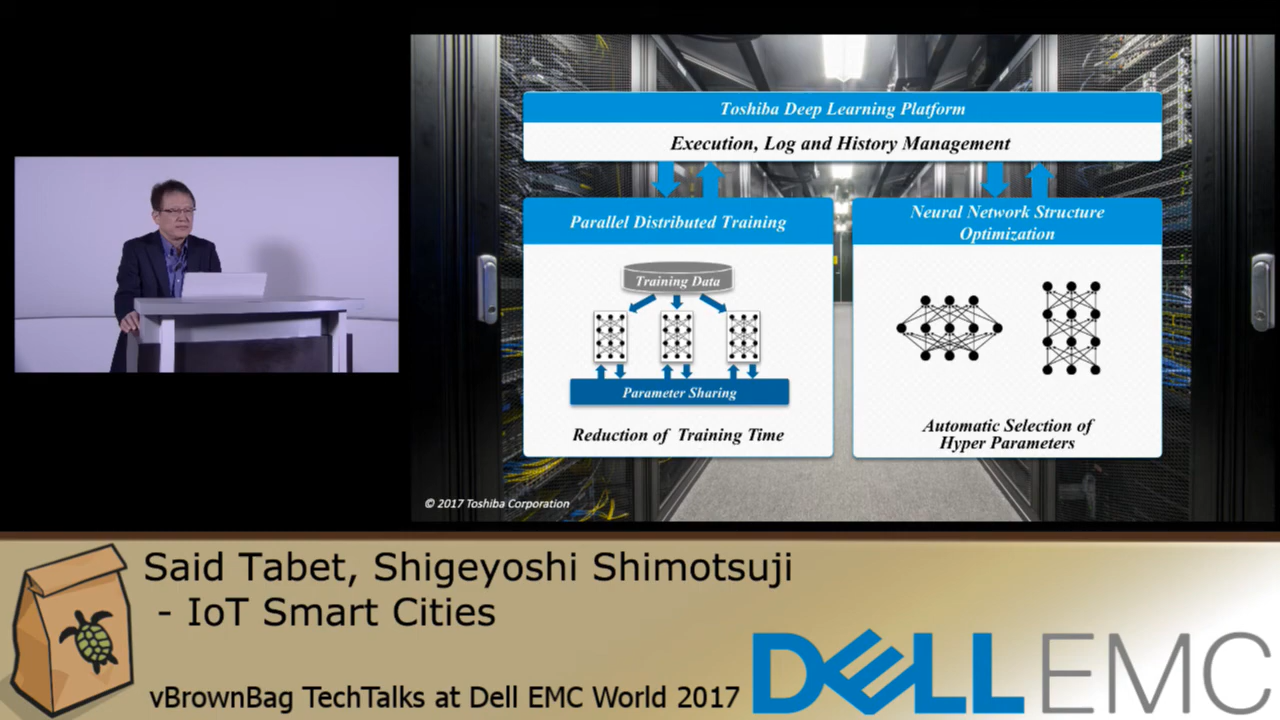 Toshiba Deep Learning Platform
Execution, Log and History Management
Parallel Distributed Training
Training Data
Parameter Sharing
Reduction of Training Time
Neural Network Structure
Optimization
Automatic Selection of
Hyper Parameters
© 2017 Toshiba Corporation
Said Tabet, Shigeyoshi Shimotsuji
- IoT Smart Cities
vBrownBag TechTalks at Dell EMC World 2017
DELL EMC